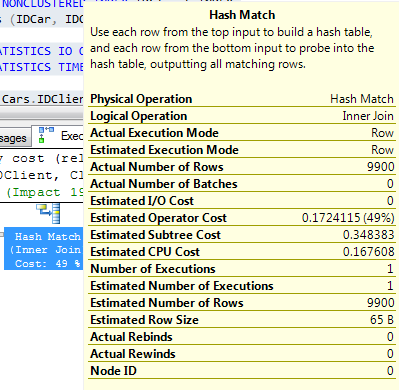 NONCLUSTERED
s (IDCar, IDC
ATISTICS IO O
ATISTICS TIME
Cars.IDClien
ssages
Exec
y cost (rel
DClient, Cl
(Impact 19
Hash Match
(Inner Join
Cost: 49 %
Hash Match
Use each row from the top input to build a hash table,
and each row from the bottom input to probe into the
hash table, outputting all matching rows.
Physical Operation Hash Match
Logical Operation Inner Join
Actual Execution Mode Row
Estimated Execution Mode Row
Actual Number of Rows 9900
Actual Number of Batches 0
Estimated I/O Cost 0
Estimated Operator Cost 0.1724115 (49%)
Estimated Subtree Cost 0.348383
Estimated CPU Cost 0.167608
Number of Executions 1
Estimated Number of Executions 1
Estimated Number of Rows 9900
Estimated Row Size 65 B
Actual Rebinds 0
Actual Rewinds 0
Node ID 0